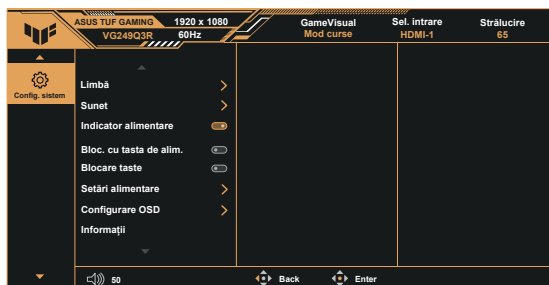 ASUS TUF GAMING 1920 x 1080
VG249Q3R 60Hz
GameVisual
Mod curse
Sel. intrare
HDMI-1
Strălucire
65
Config. sistem
Limbă
Sunet
Indicator alimentare
Bloc. cu tasta de alim.
Blocare taste
Setări alimentare
Configurare OSD
Informații
50
Back Enter